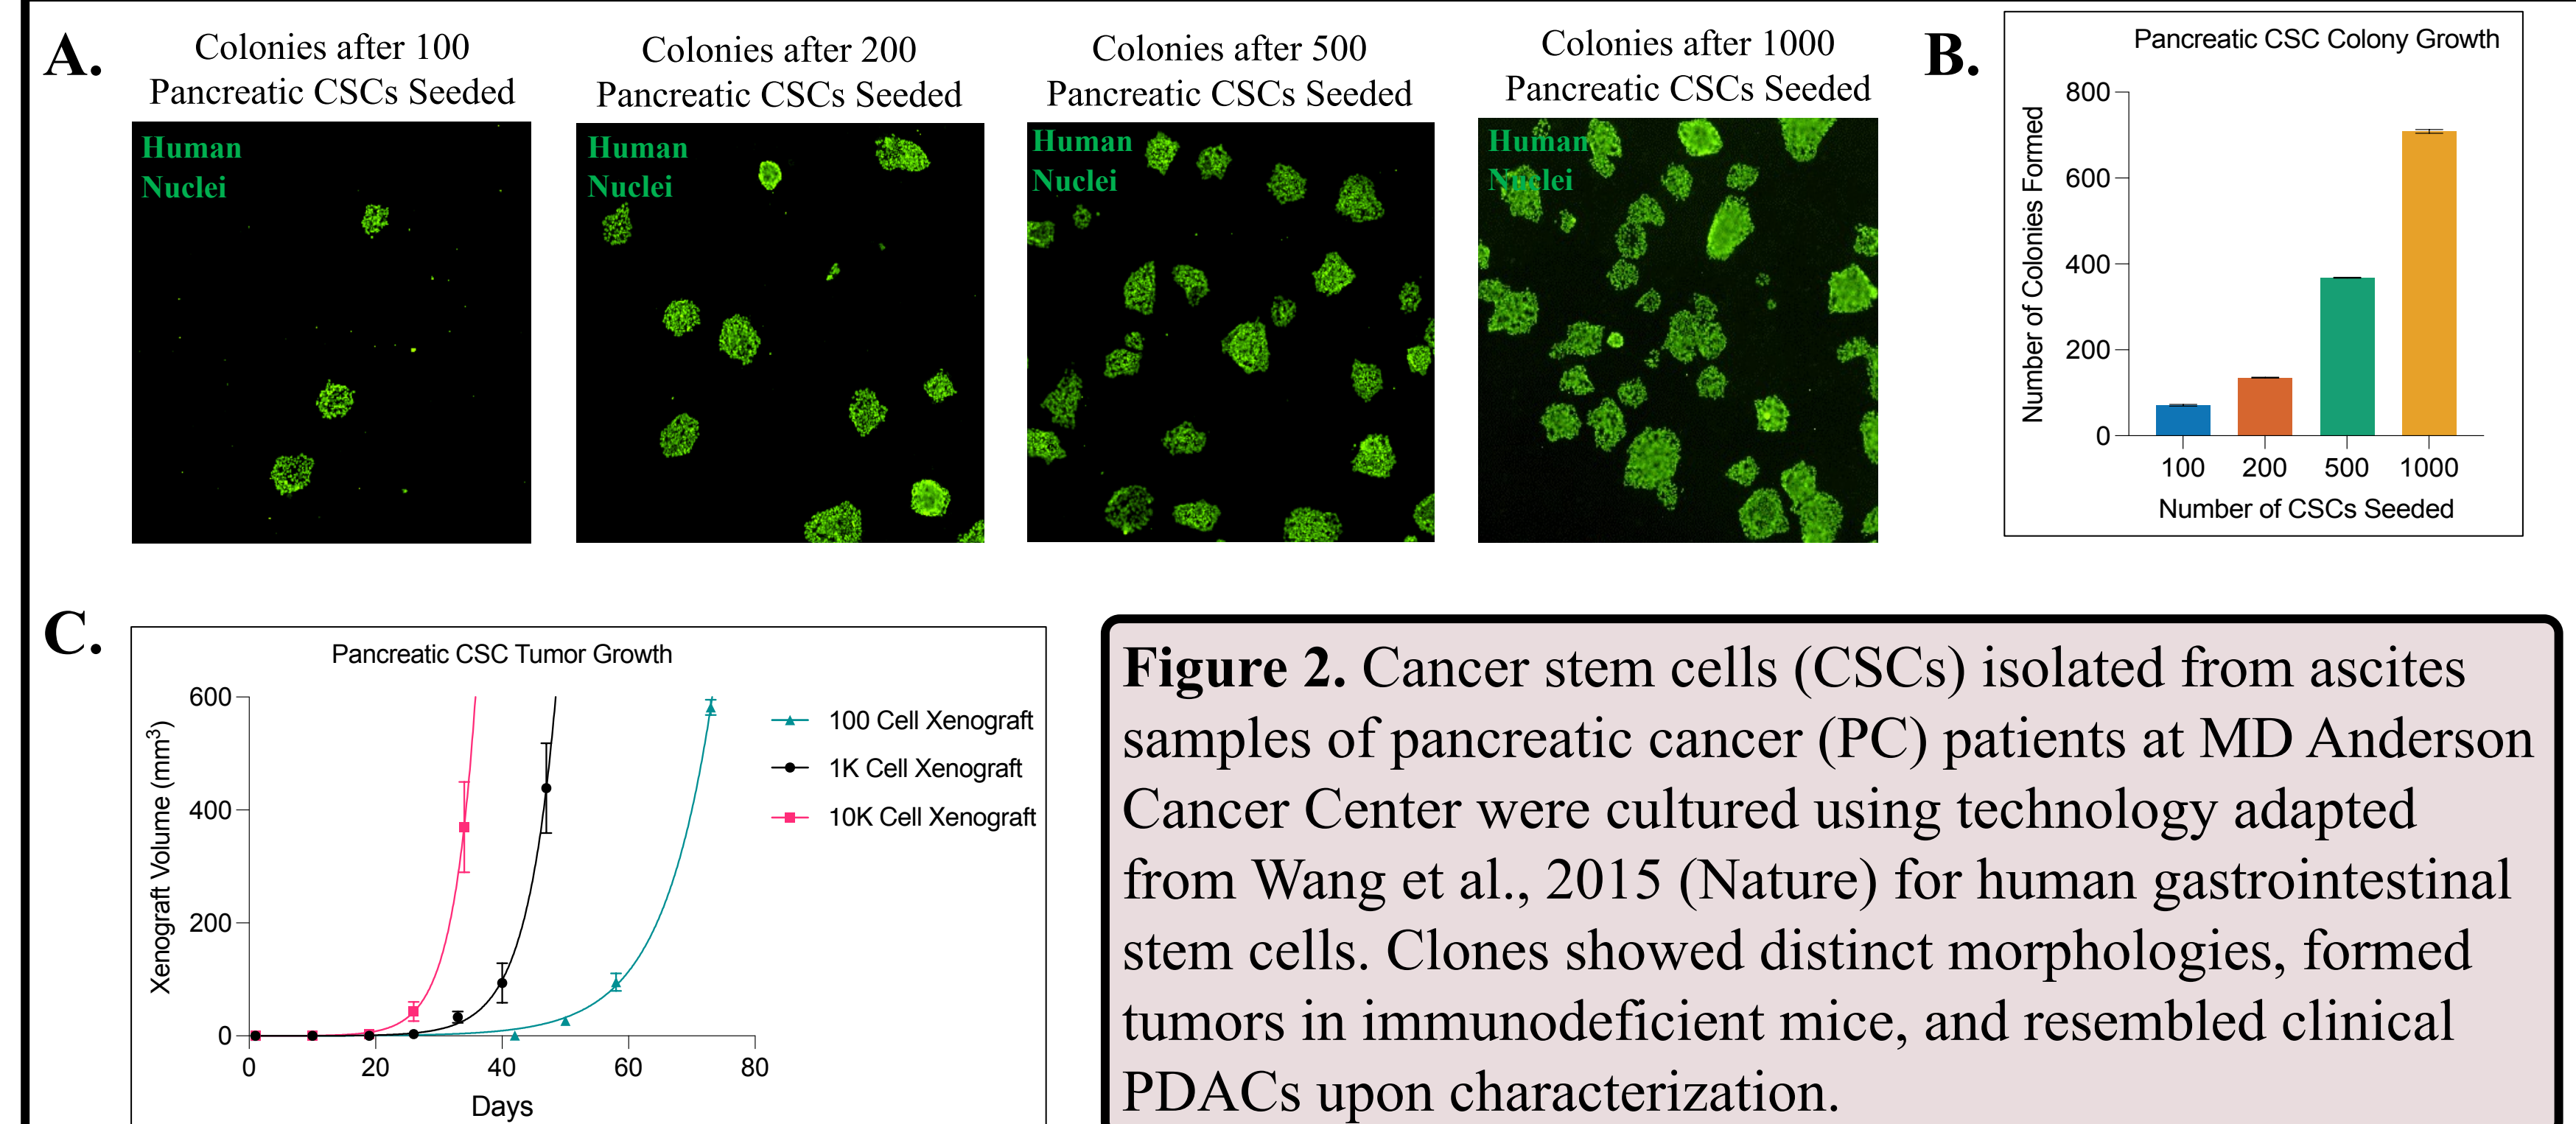 A.
Colonies after 100
Pancreatic CSCs Seeded
Human
Nuclei
Colonies after 200
Pancreatic CSCs Seeded
Human
Nuclei
Colonies after 500
Pancreatic CSCs Seeded
Human
Nuclei
Colonies after 1000
Pancreatic CSCs Seeded
Human
Nuclei
B.
Pancreatic CSC Colony Growth
Number of Colonies Formed
800
600
400
200
0
100 200 500 1000
Number of CSCs Seeded
C.
Pancreatic CSC Tumor Growth
Xenograft Volume (mm³)
600
400
200
0
0 20 40 60 80
Days
100 Cell Xenograft
1K Cell Xenograft
10K Cell Xenograft
Figure 2. Cancer stem cells (CSCs) isolated from ascites
samples of pancreatic cancer (PC) patients at MD Anderson
Cancer Center were cultured using technology adapted
from Wang et al., 2015 (Nature) for human gastrointestinal
stem cells. Clones showed distinct morphologies, formed
tumors in immunodeficient mice, and resembled clinical
PDACs upon characterization.